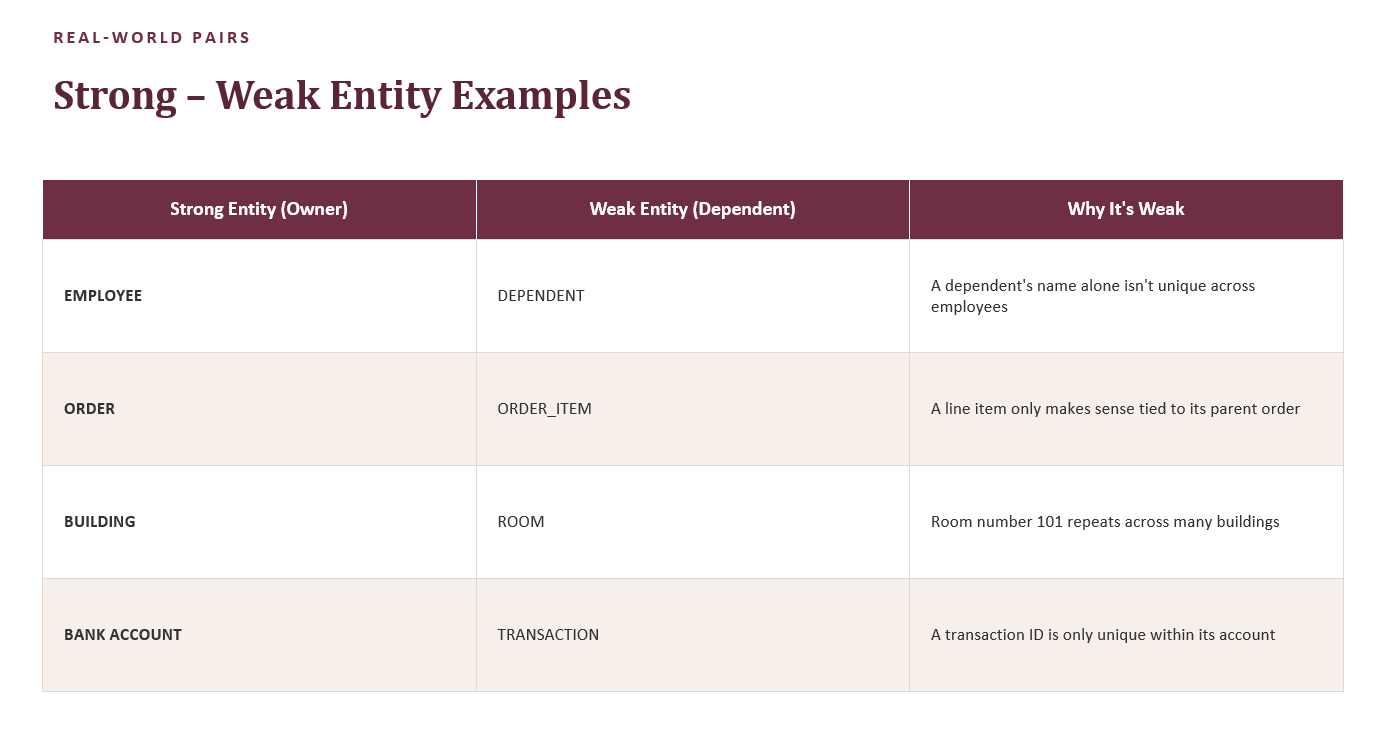 REAL-WORLD PAIRS
Strong – Weak Entity Examples
Strong Entity (Owner)
Weak Entity (Dependent)
Why It's Weak
EMPLOYEE
DEPENDENT
A dependent's name alone isn't unique across
employees
ORDER
ORDER_ITEM
A line item only makes sense tied to its parent order
BUILDING
ROOM
Room number 101 repeats across many buildings
BANK ACCOUNT
TRANSACTION
A transaction ID is only unique within its account